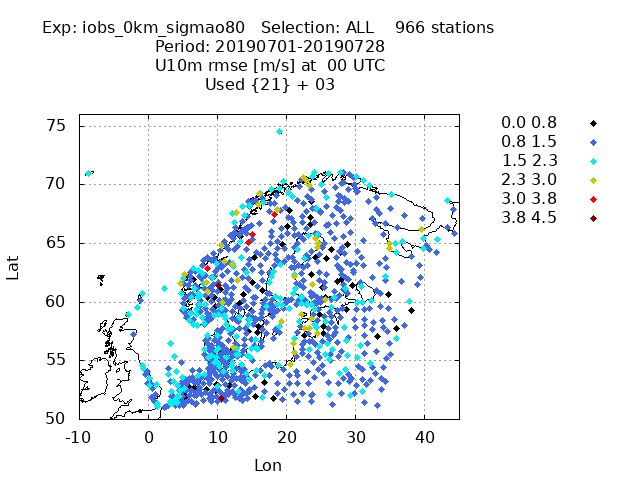 Exp: iobs_0km_sigmao80   Selection: ALL    966 stations
Period: 20190701-20190728
U10m rmse [m/s] at  00 UTC
Used {21} + 03
0.0 0.8
0.8 1.5
1.5 2.3
2.3 3.0
3.0 3.8
3.8 4.5
75
70
65
60
55
50
Lat
-10 0 10 20 30 40
Lon